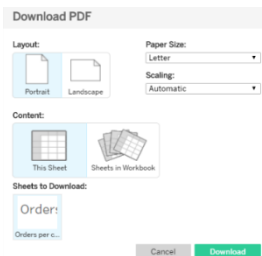 Download PDF
Layout:
Portrait
Landscape
Paper Size:
Letter
Scaling:
Automatic
Content:
This Sheet
Sheets in Workbook
Sheets to Download:
Orders
Orders per c...
Cancel
Download